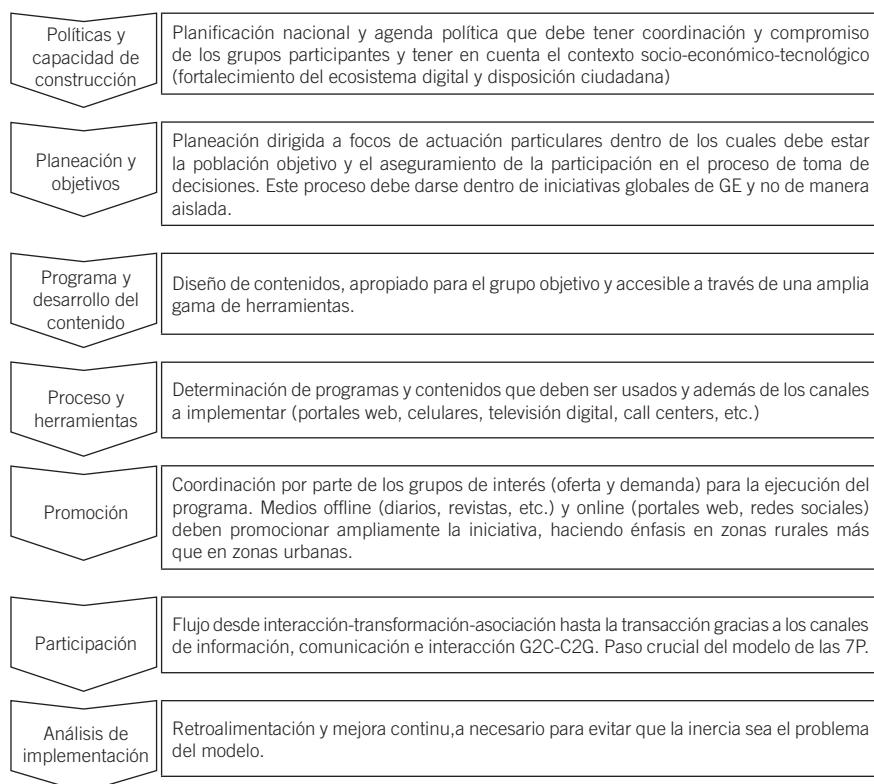 Políticas y
capacidad de
construcción
Planificación nacional y agenda política que debe tener coordinación y compromiso
de los grupos participantes y tener en cuenta el contexto socio-económico-tecnológico
(fortalecimiento del ecosistema digital y disposición ciudadana)
Planeación y
objetivos
Planeación dirigida a focos de actuación particulares dentro de los cuales debe estar
la población objetivo y el aseguramiento de la participación en el proceso de toma de
decisiones. Este proceso debe darse dentro de iniciativas globales de GE y no de manera
aislada.
Programa y
desarrollo del
contenido
Diseño de contenidos, apropiado para el grupo objetivo y accesible a través de una amplia
gama de herramientas.
Proceso y
herramientas
Determinación de programas y contenidos que deben ser usados y además de los canales
a implementar (portales web, celulares, televisión digital, call centers, etc.)
Promoción
Coordinación por parte de los grupos de interés (oferta y demanda) para la ejecución del
programa. Medios offline (diarios, revistas, etc.) y online (portales web, redes sociales)
deben promocionar ampliamente la iniciativa, haciendo énfasis en zonas rurales más
que en zonas urbanas.
Participación
Flujo desde interacción-transformación-asociación hasta la transacción gracias a los canales
de información, comunicación e interacción G2C-C2G. Paso crucial del modelo de las 7P.
Análisis de
implementación
Retroalimentación y mejora continu,a necesario para evitar que la inercia sea el problema
del modelo.